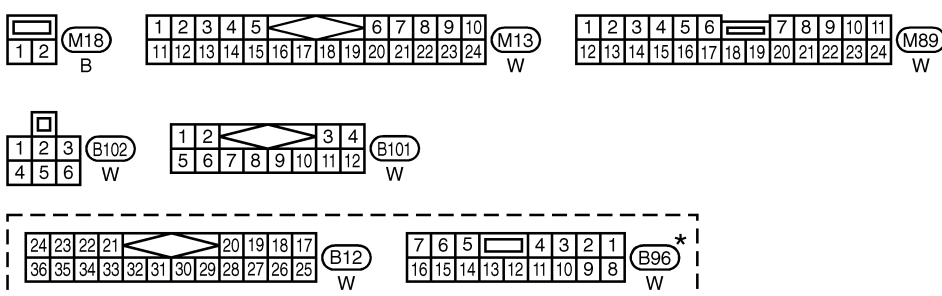 1 2 3 4 5 6 7 8 9 10 1 2 3 4 5 6 7 8 9 10 11
1 2 M18 11 12 13 14 15 16 17 18 19 20 21 22 23 24 M13 12 13 14 15 16 17 18 19 20 21 22 23 24 M89
B W W
1 2 3 4
1 2 3 B102 5 6 7 8 9 10 11 12 B101
4 5 6 W W
24 23 22 21 20 19 18 17 7 6 5 4 3 2 1 *
36 35 34 33 32 31 30 29 28 27 26 25 B12 16 15 14 13 12 11 10 9 8 B96
W W